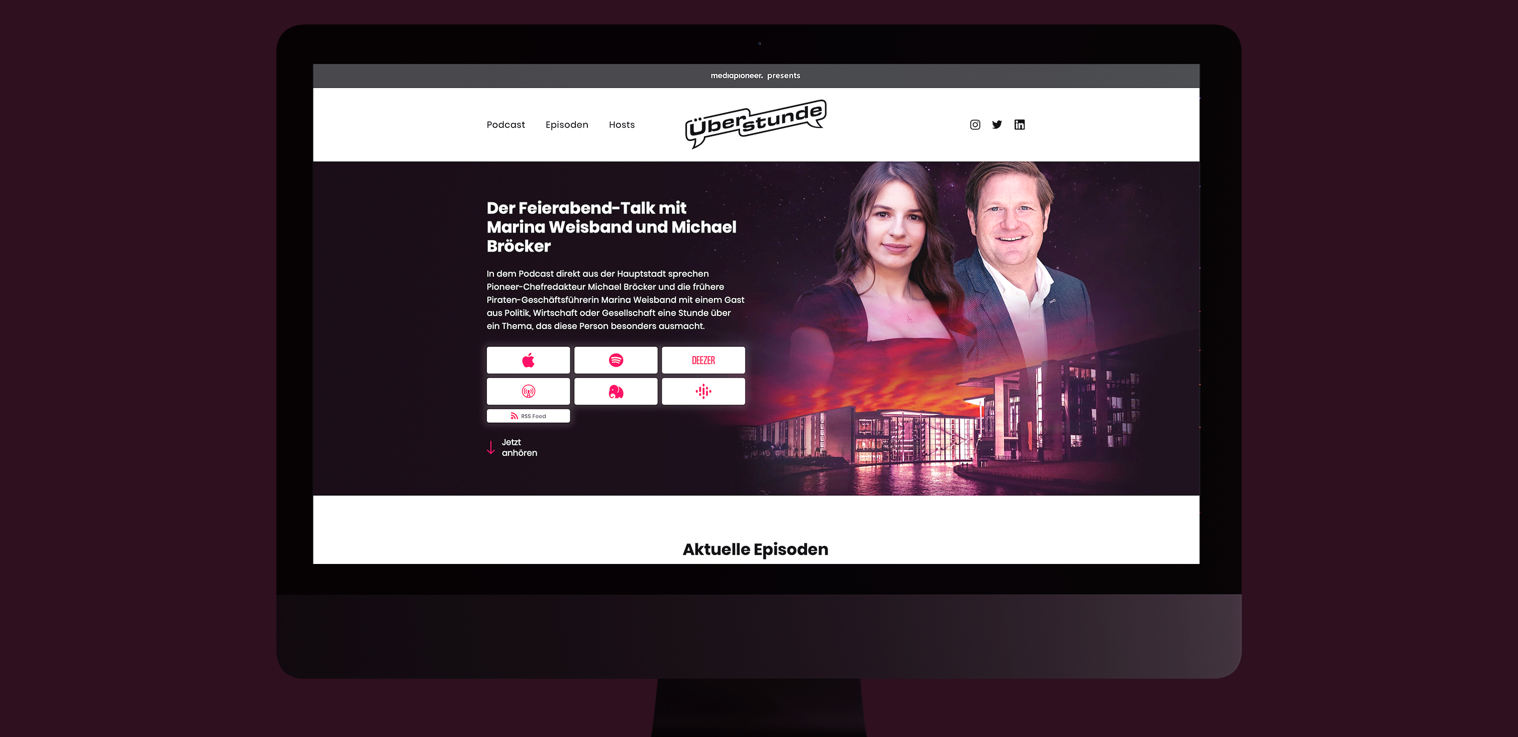 mediapioneer. presents
Podcast Episoden Hosts
Überstunde
Der Feierabend-Talk mit
Marina Weisband und Michael
Bröcker
In dem Podcast direkt aus der Hauptstadt sprechen
Pioneer-Chefredakteur Michael Bröcker und die frühere
Piraten-Geschäftsführerin Marina Weisband mit einem Gast
aus Politik, Wirtschaft oder Gesellschaft eine Stunde über
ein Thema, das diese Person besonders ausmacht.
DEEZER
RSS Feed
Jetzt
anhören
Aktuelle Episoden